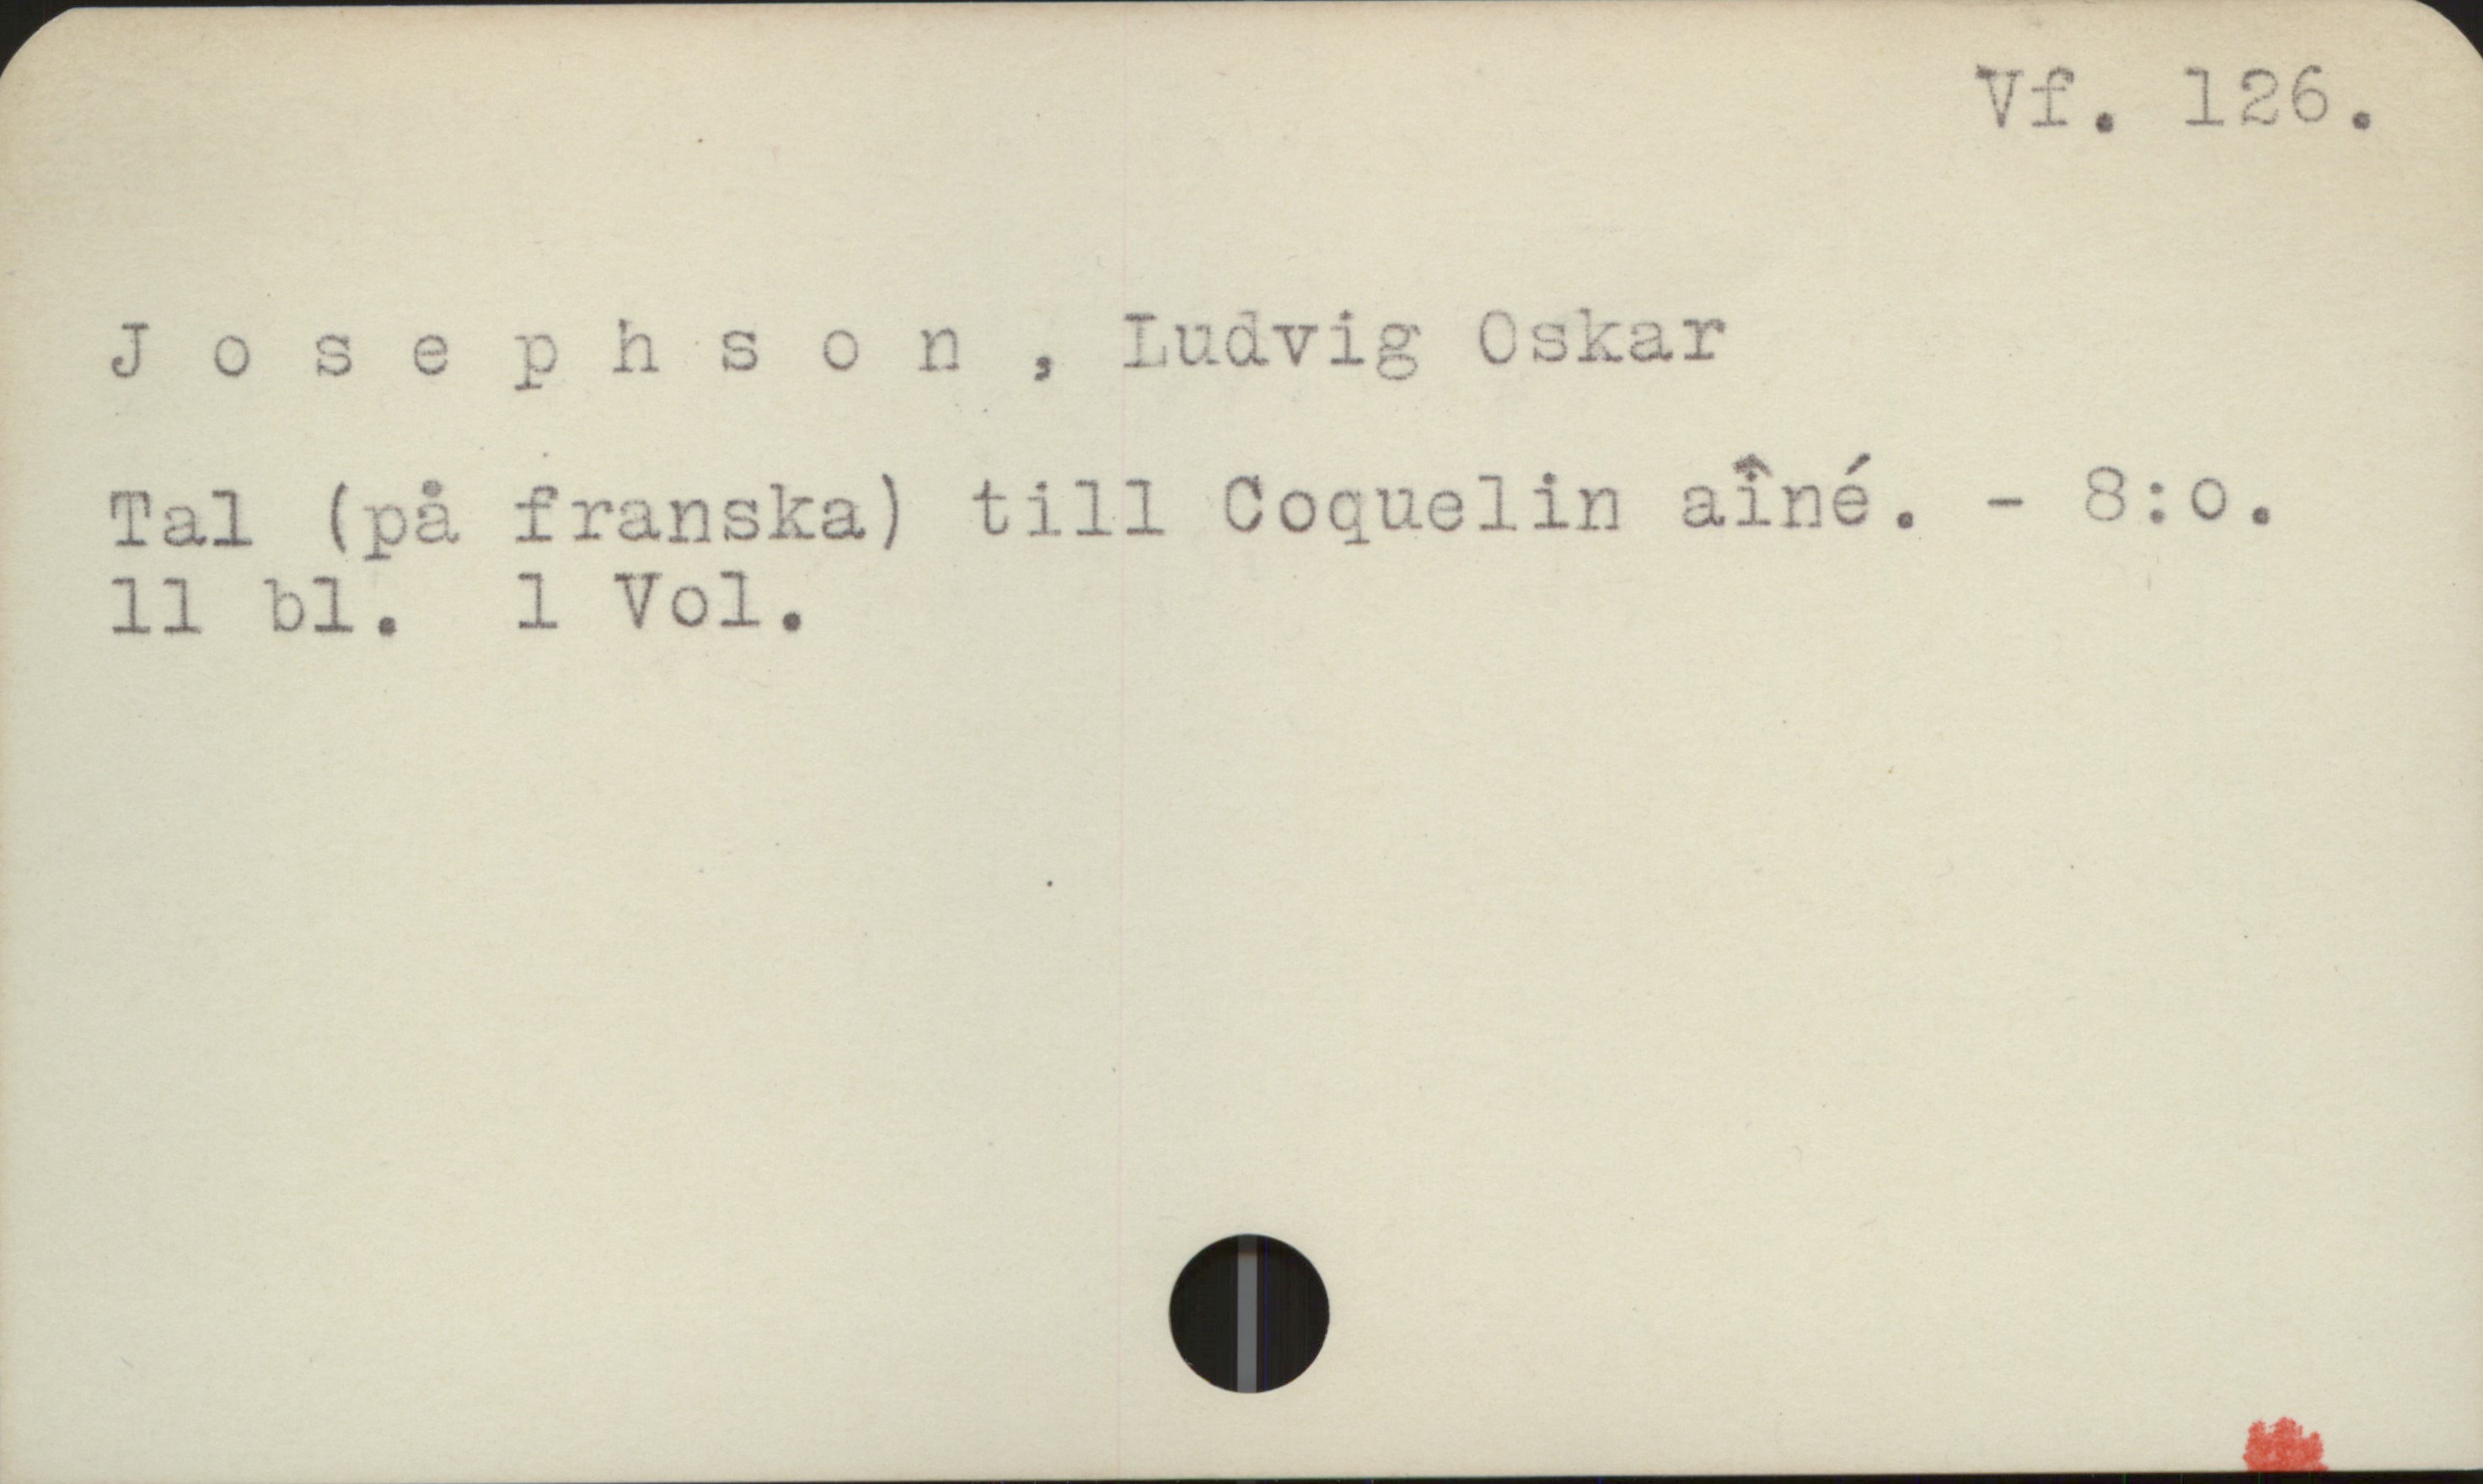 Vf. 126.
J o s e p h s o n , Ludvig Oskar
Tal (på franska) till Coquelin aîné. - 8:o.
11 bl. 1 Vol.